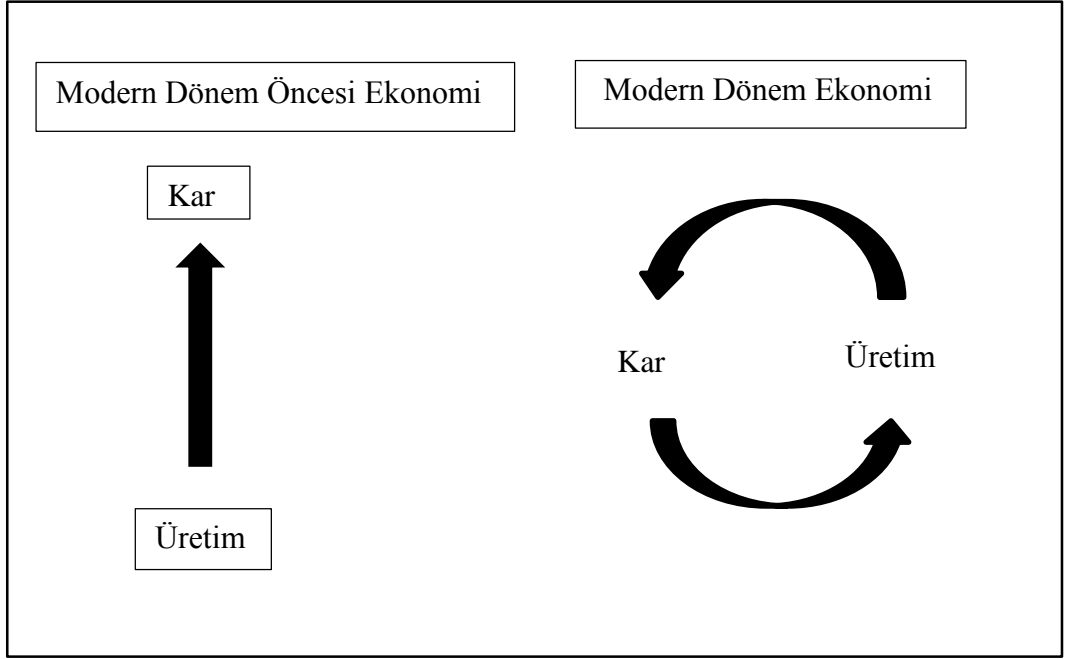 Modern Dönem Öncesi Ekonomi
Kar
Üretim
Modern Dönem Ekonomi
Kar
Üretim